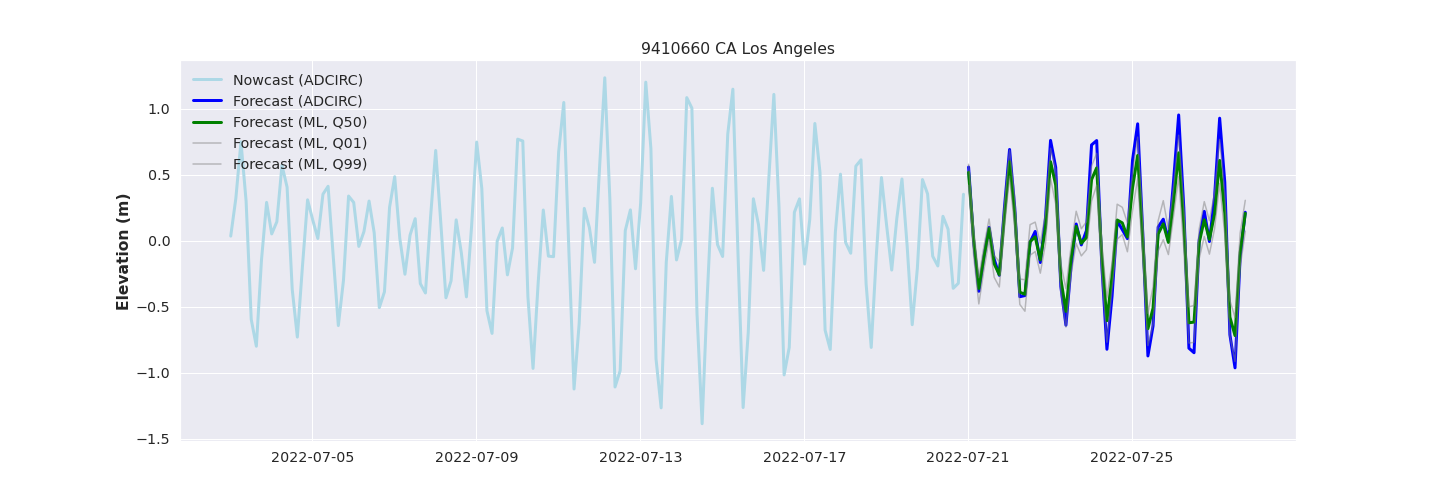 9410660 CA Los Angeles
Nowcast (ADCIRC)
Forecast (ADCIRC)
Forecast (ML, Q50)
Forecast (ML, Q01)
Forecast (ML, Q99)
Elevation (m)
1.0
0.5
0.0
−0.5
−1.0
−1.5
2022-07-05
2022-07-09
2022-07-13
2022-07-17
2022-07-21
2022-07-25